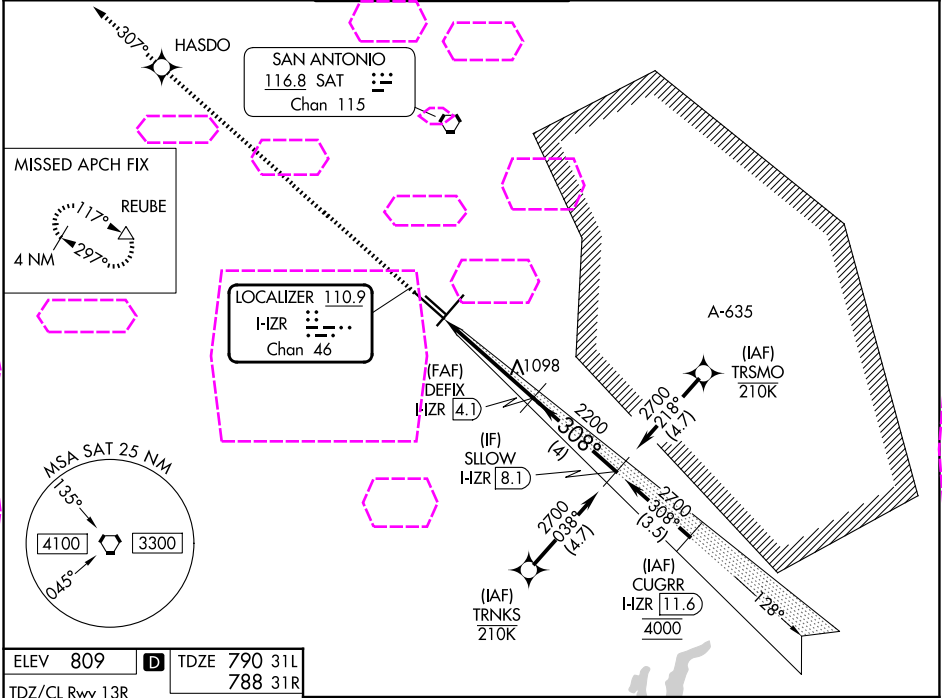 307°
HASDO
SAN ANTONIO
116.8 SAT
Chan 115
MISSED APCH FIX
117°
REUBE
4 NM
297°
LOCALIZER 110.9
I-IZR
Chan 46
A-635
(IAF)
TRSMO
210K
2700
218°
(4.7)
1098
(FAF)
DEFIX
I-IZR 4.1
2200
308°
(4)
(IF)
SLLOW
I-IZR 8.1
2700
308°
(3.5)
2700
038°
(4.7)
(IAF)
TRNKS
210K
(IAF)
CUGRR
I-IZR 11.6
4000
128°
MSA SAT 25 NM
135°
4100
3300
045°
ELEV 809
D
TDZE 790 31L
788 31R
TDZ/CL Rwy 13R